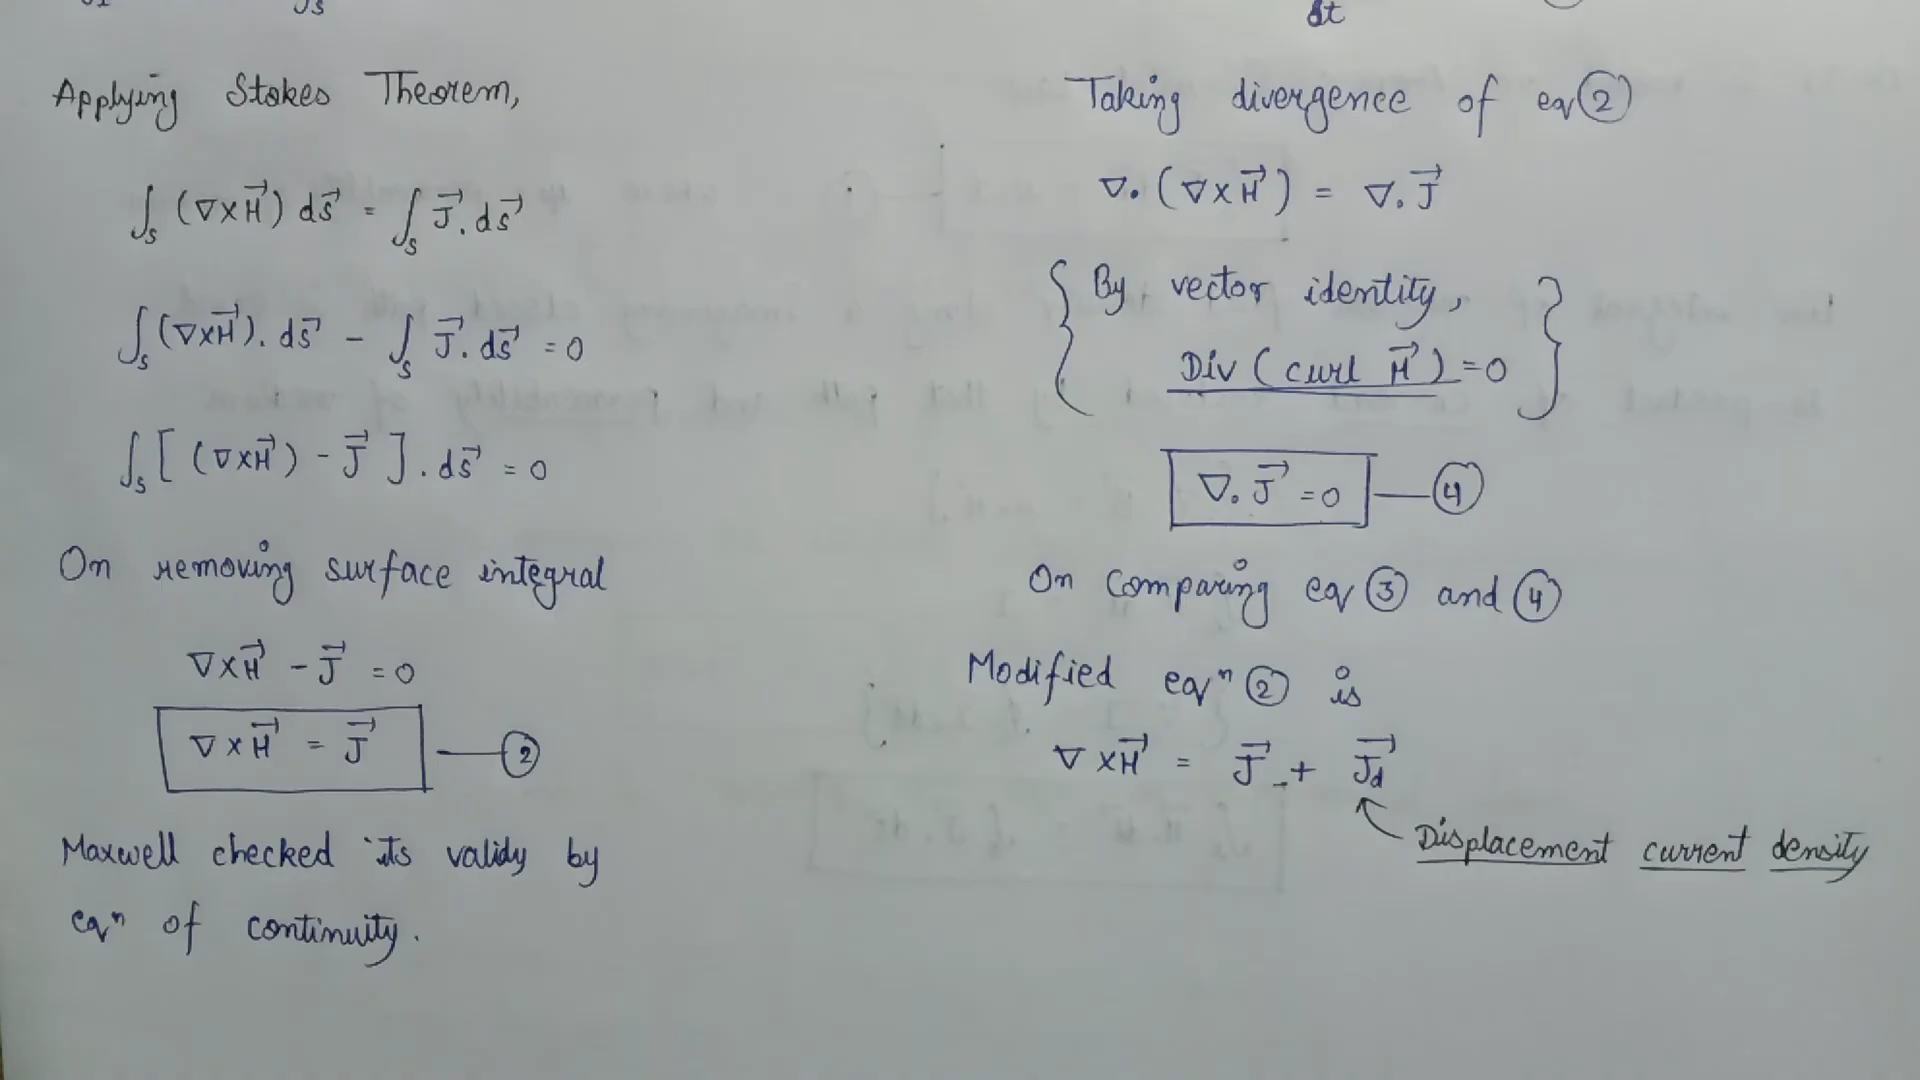 δt
Applying Stokes Theorem,
∫s (∇×H⃗) ds⃗ = ∫s J⃗. ds⃗
∫s (∇×H⃗). ds⃗ - ∫s J⃗. ds⃗ = 0
∫s [ (∇×H⃗) - J⃗ ]. ds⃗ = 0
On removing surface integral
∇×H⃗ - J⃗ = 0
∇×H⃗ = J⃗ — ②
Maxwell checked its validy by
eqⁿ of continuity.
Taking divergence of eq ②
∇. (∇×H⃗) = ∇. J⃗
{ By vector identity,
Div ( curl H⃗ ) = 0 }
∇. J⃗ = 0 — ④
On comparing eq ③ and ④
Modified eqⁿ ② is
∇×H⃗ = J⃗ + J⃗d
Displacement current density